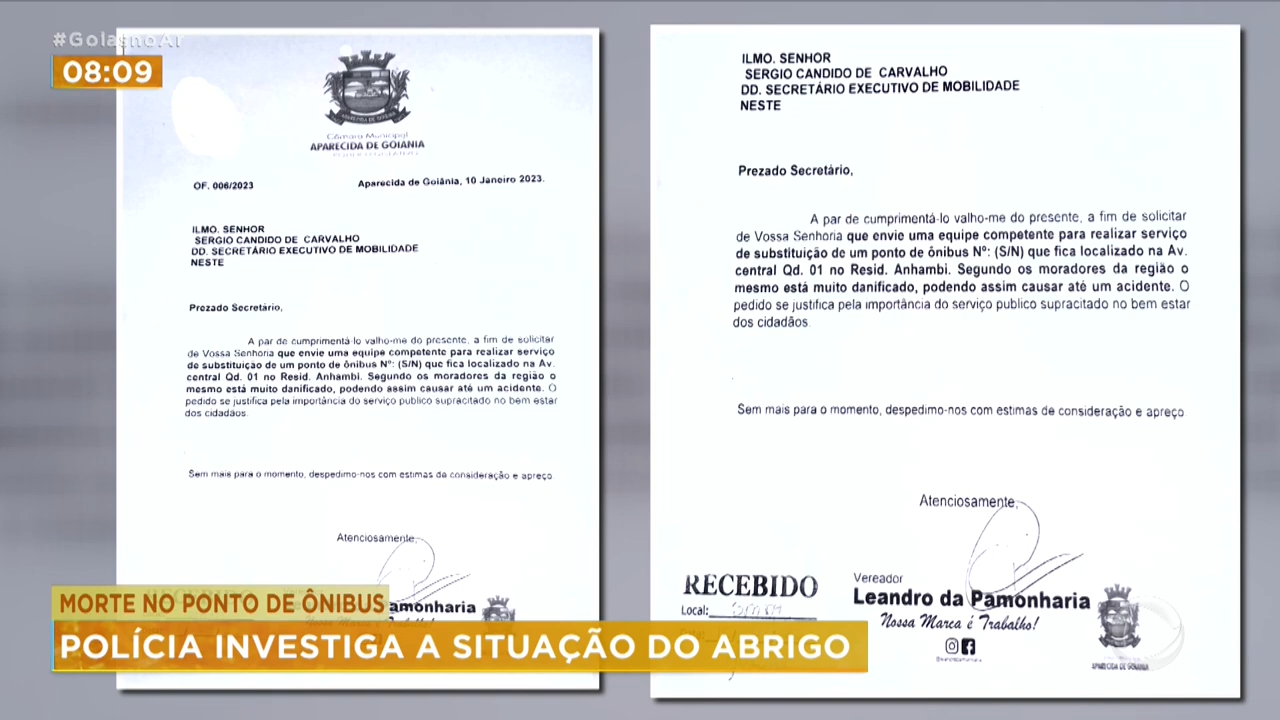 #GoiásnoAr
08:09
Câmara Municipal
APARECIDA DE GOIANIA
OF. 006/2023
Aparecida de Goiânia, 10 Janeiro 2023.
ILMO. SENHOR
SERGIO CANDIDO DE CARVALHO
DD. SECRETÁRIO EXECUTIVO DE MOBILIDADE
NESTE
Prezado Secretário,
A par de cumprimentá-lo valho-me do presente, a fim de solicitar
de Vossa Senhoria que envie uma equipe competente para realizar serviço
de substituição de um ponto de ônibus Nº: (S/N) que fica localizado na Av.
central Qd. 01 no Resid. Anhambi. Segundo os moradores da região o
mesmo está muito danificado, podendo assim causar até um acidente. O
pedido se justifica pela importância do serviço publico supracitado no bem estar
dos cidadãos
Sem mais para o momento, despedimo-nos com estimas de consideração e apreço
Atenciosamente,
amonharia
ILMO. SENHOR
SERGIO CANDIDO DE CARVALHO
DD. SECRETÁRIO EXECUTIVO DE MOBILIDADE
NESTE
Prezado Secretário,
A par de cumprimentá-lo valho-me do presente, a fim de solicitar
de Vossa Senhoria que envie uma equipe competente para realizar serviço
de substituição de um ponto de ônibus Nº: (S/N) que fica localizado na Av.
central Qd. 01 no Resid. Anhambi. Segundo os moradores da região o
mesmo está muito danificado, podendo assim causar até um acidente. O
pedido se justifica pela importância do serviço publico supracitado no bem estar
dos cidadãos
Sem mais para o momento, despedimo-nos com estimas de consideração e apreço
Atenciosamente,
RECEBIDO
Local:
Vereador
Leandro da Pamonharia
Nossa Marca é Trabalho!
APARECIDA DE GOIANIA
MORTE NO PONTO DE ÔNIBUS
POLÍCIA INVESTIGA A SITUAÇÃO DO ABRIGO